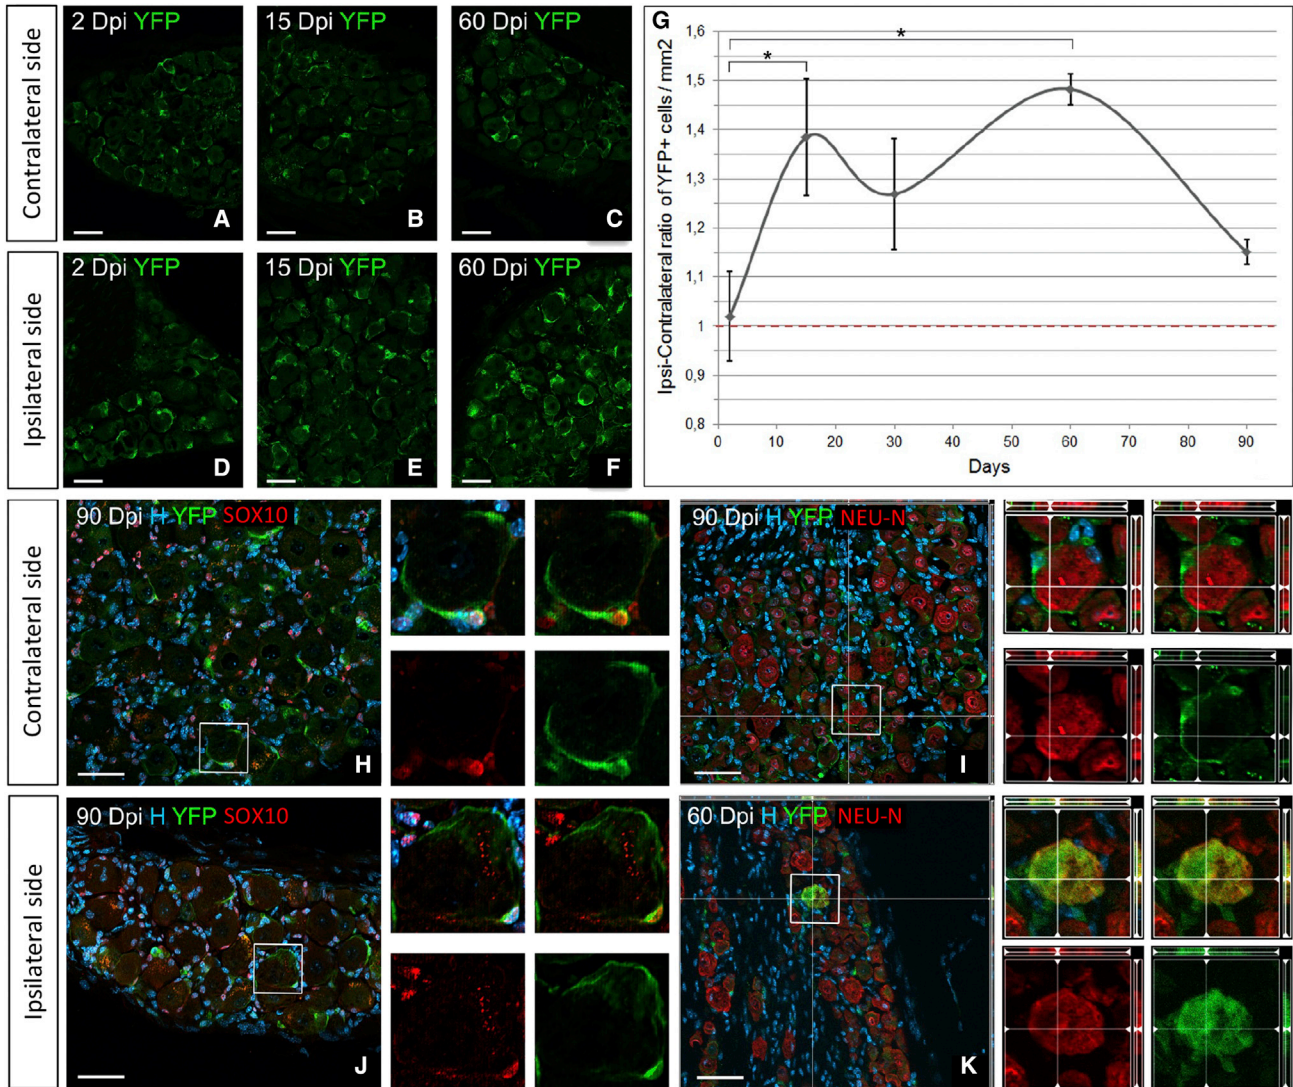 Contralateral side
2 Dpi YFP
A
15 Dpi YFP
B
60 Dpi YFP
C
Ipsilateral side
2 Dpi YFP
D
15 Dpi YFP
E
60 Dpi YFP
F
G
Ipsi-Contralateral ratio of YFP+ cells / mm2
1,6
1,5
1,4
1,3
1,2
1,1
1
0,9
0,8
*
*
0 10 20 30 40 50 60 70 80 90
Days
Contralateral side
90 Dpi H YFP SOX10
H
90 Dpi H YFP NEU-N
I
Ipsilateral side
90 Dpi H YFP SOX10
J
60 Dpi H YFP NEU-N
K